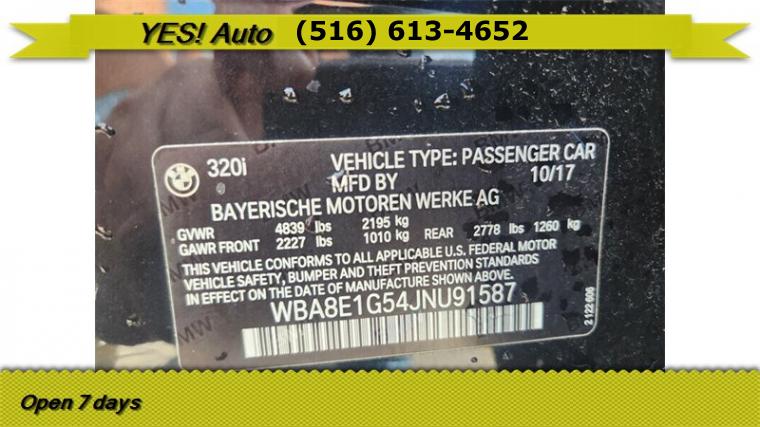 YES! Auto (516) 613-4652
320i VEHICLE TYPE: PASSENGER CAR
MFD BY 10/17
BAYERISCHE MOTOREN WERKE AG
GVWR 4839 lbs 2195 kg
GAWR FRONT 2227 lbs 1010 kg REAR 2778 lbs 1260 kg
THIS VEHICLE CONFORMS TO ALL APPLICABLE U.S. FEDERAL MOTOR
VEHICLE SAFETY, BUMPER AND THEFT PREVENTION STANDARDS
IN EFFECT ON THE DATE OF MANUFACTURE SHOWN ABOVE.
WBA8E1G54JNU91587
2 122 606
Open 7 days